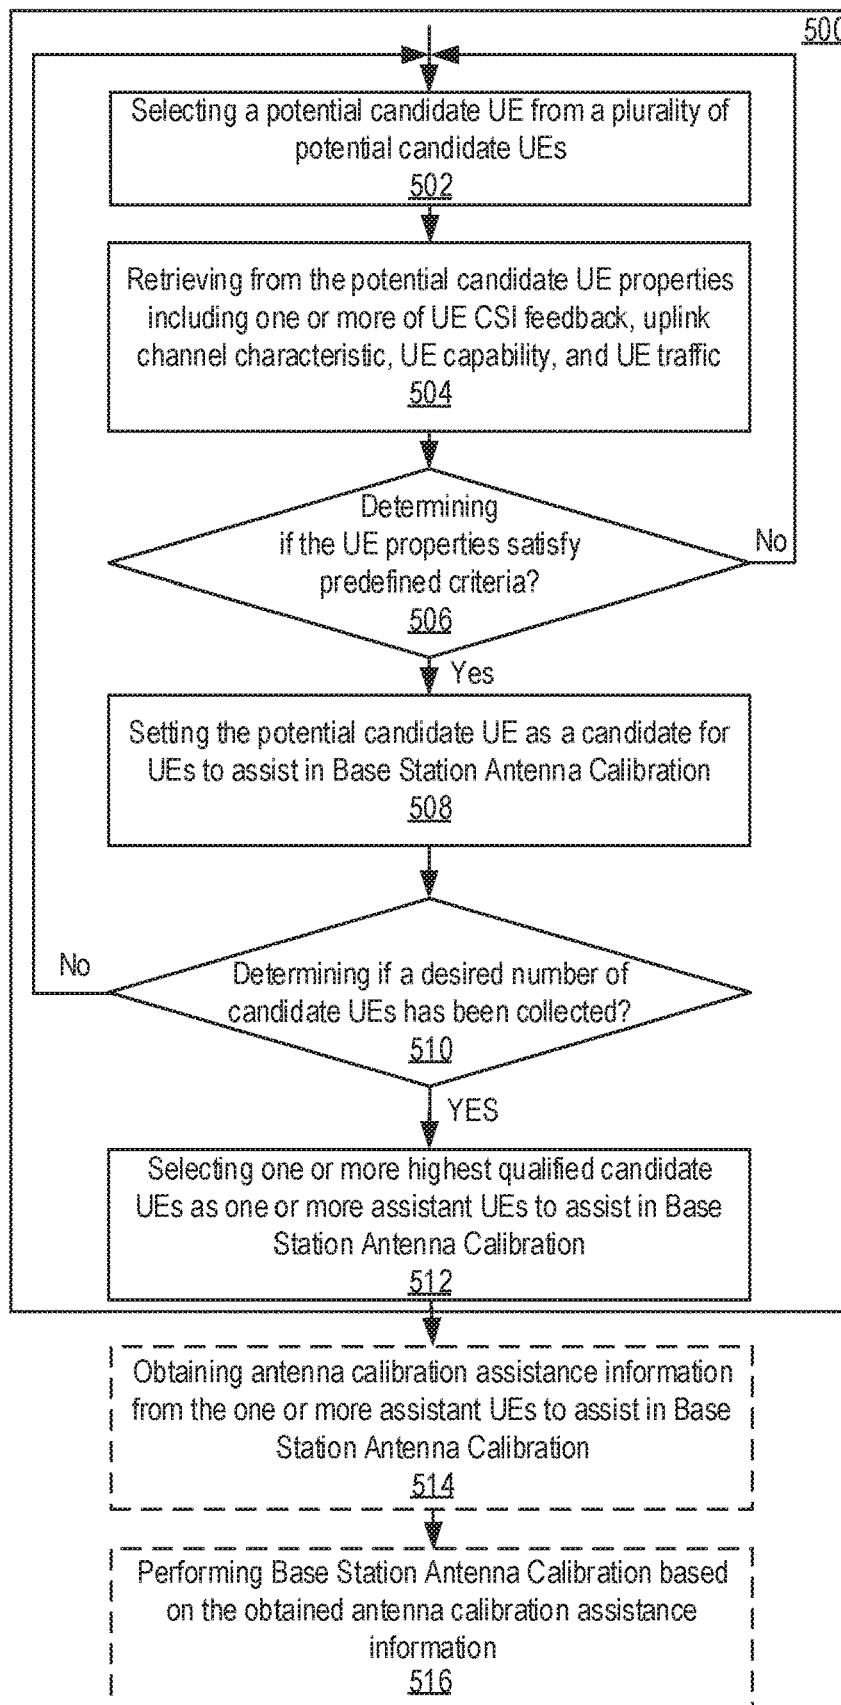 500
Selecting a potential candidate UE from a plurality of
potential candidate UEs
502
Retrieving from the potential candidate UE properties
including one or more of UE CSI feedback, uplink
channel characteristic, UE capability, and UE traffic
504
Determining
if the UE properties satisfy
predefined criteria?
506
No
Yes
Setting the potential candidate UE as a candidate for
UEs to assist in Base Station Antenna Calibration
508
No
Determining if a desired number of
candidate UEs has been collected?
510
YES
Selecting one or more highest qualified candidate
UEs as one or more assistant UEs to assist in Base
Station Antenna Calibration
512
Obtaining antenna calibration assistance information
from the one or more assistant UEs to assist in Base
Station Antenna Calibration
514
Performing Base Station Antenna Calibration based
on the obtained antenna calibration assistance
information
516